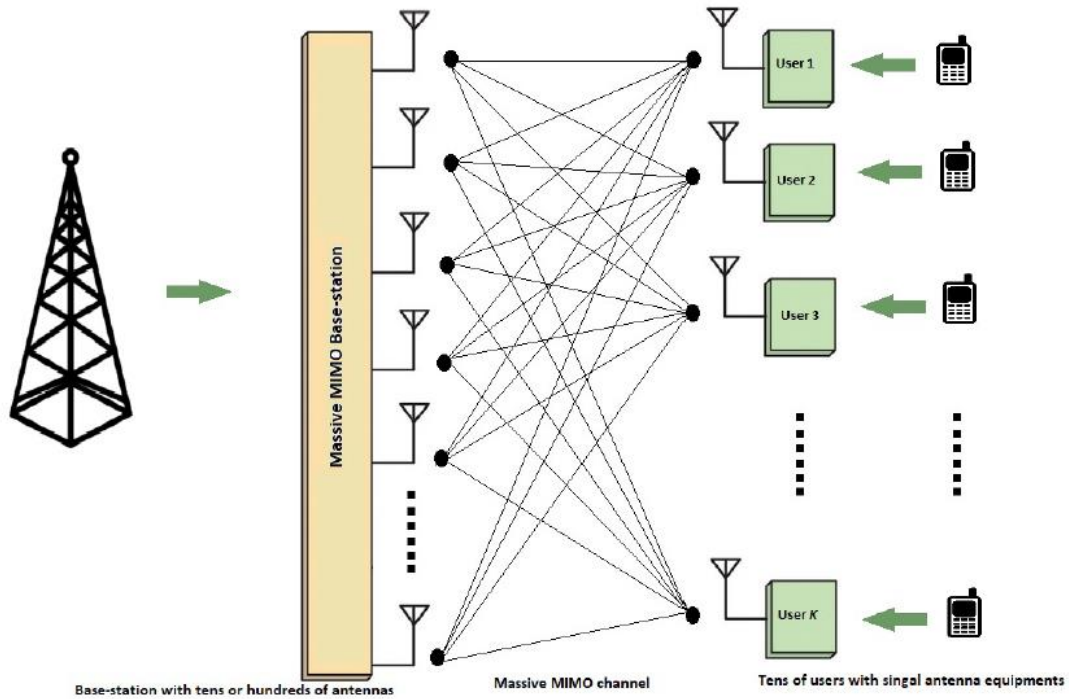 User 1
User 2
User 3
User K
Massive MIMO Base-station
Base-station with tens or hundreds of antennas
Massive MIMO channel
Tens of users with singal antenna equipments